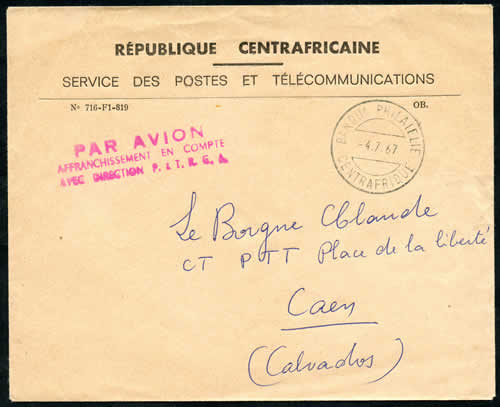 RÉPUBLIQUE CENTRAFRICAINE
SERVICE DES POSTES ET TÉLÉCOMMUNICATIONS
No 716-F1-819 OB.
PAR AVION
AFFRANCHISSEMENT EN COMPTE
AVEC DIRECTION P. & T. R. C. A.
PHILATELIE
-4.7.67
CENTRAFRIQUE
Le Borgne Claude
CT PTT Place de la liberté
Caen
(Calvados)